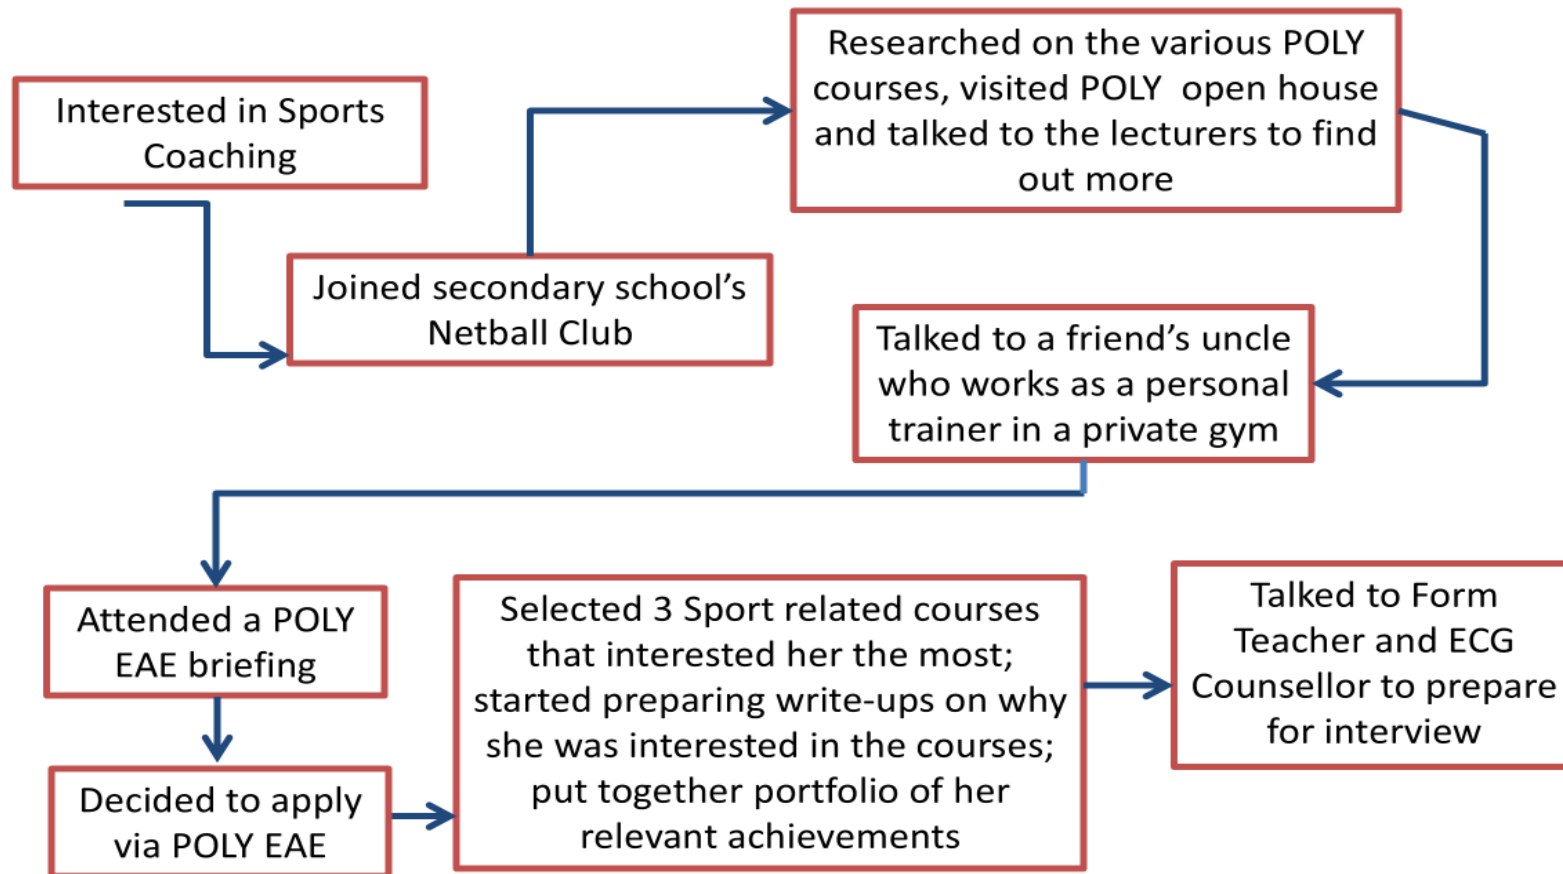 Interested in Sports
Coaching
Joined secondary school's
Netball Club
Researched on the various POLY
courses, visited POLY open house
and talked to the lecturers to find
out more
Talked to a friend's uncle
who works as a personal
trainer in a private gym
Attended a POLY
EAE briefing
Decided to apply
via POLY EAE
Selected 3 Sport related courses
that interested her the most;
started preparing write-ups on why
she was interested in the courses;
put together portfolio of her
relevant achievements
Talked to Form
Teacher and ECG
Counsellor to prepare
for interview